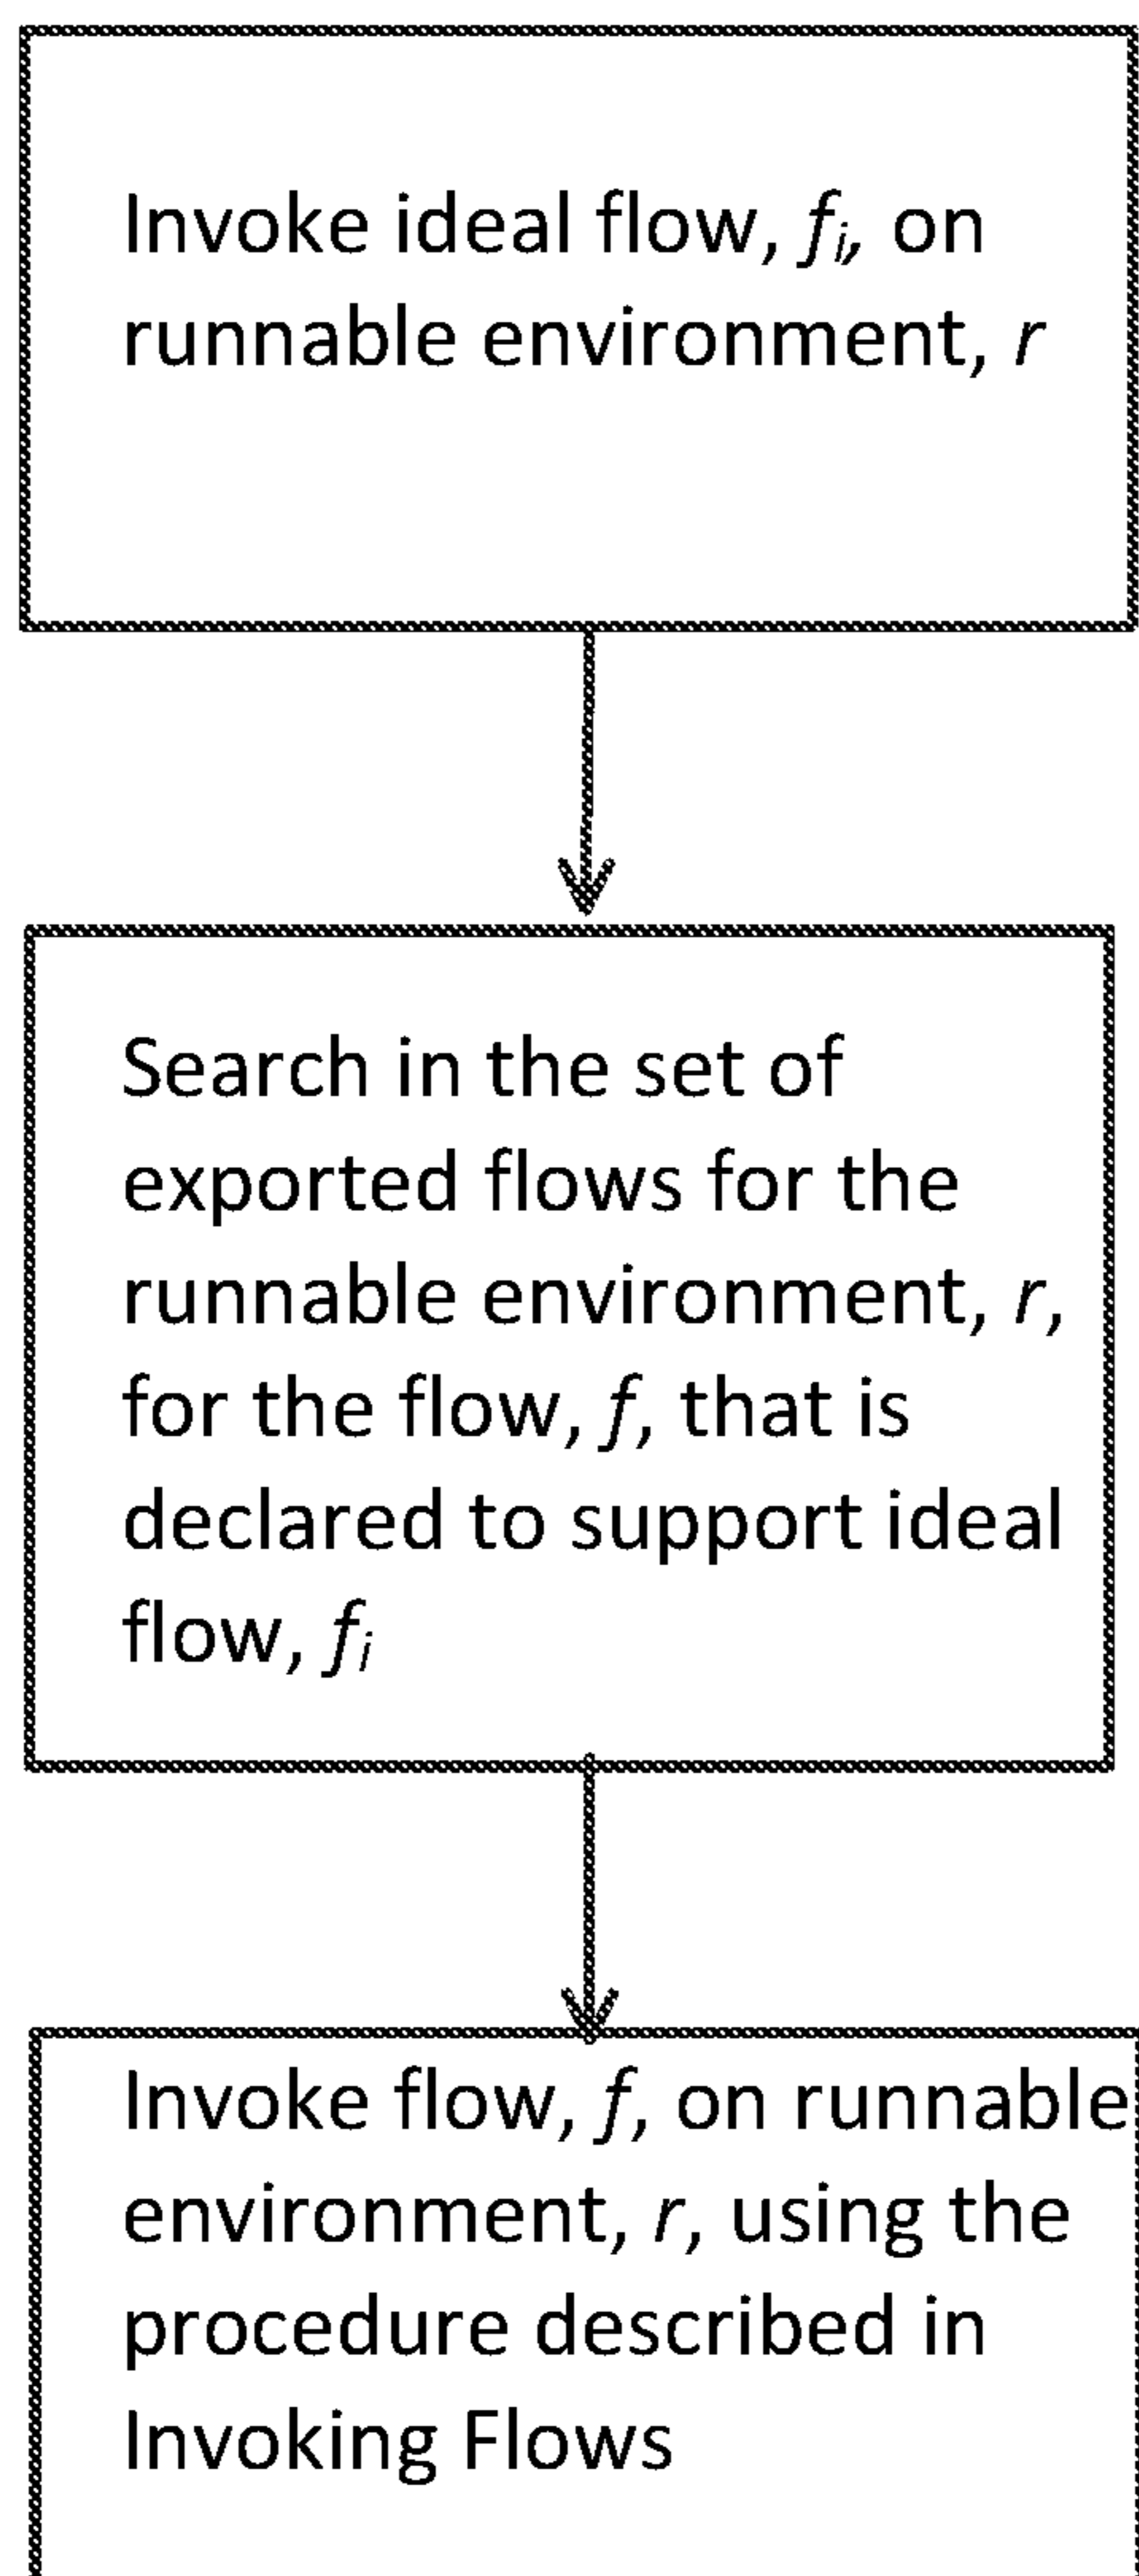 Invoke ideal flow, fi, on
runnable environment, r
Search in the set of
exported flows for the
runnable environment, r,
for the flow, f, that is
declared to support ideal
flow, fi
Invoke flow, f, on runnable
environment, r, using the
procedure described in
Invoking Flows